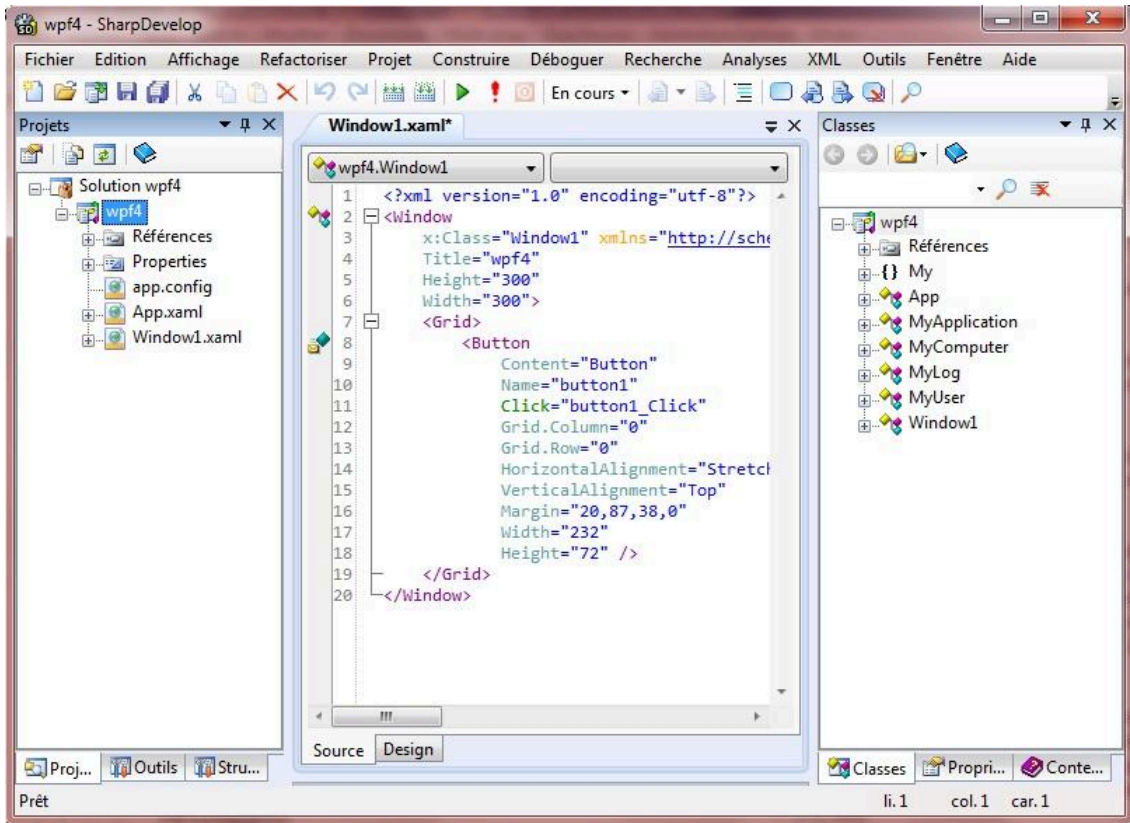 wpf4 - SharpDevelop
Fichier Edition Affichage Refactoriser Projet Construire Déboguer Recherche Analyses XML Outils Fenêtre Aide
En cours
Projets
Solution wpf4
wpf4
Références
Properties
app.config
App.xaml
Window1.xaml
Proj... Outils Stru...
Window1.xaml*
wpf4.Window1
1 <?xml version="1.0" encoding="utf-8"?>
2 <Window
3 x:Class="Window1" xmlns="http://sche
4 Title="wpf4"
5 Height="300"
6 Width="300">
7 <Grid>
8 <Button
9 Content="Button"
10 Name="button1"
11 Click="button1_Click"
12 Grid.Column="0"
13 Grid.Row="0"
14 HorizontalAlignment="Stretch
15 VerticalAlignment="Top"
16 Margin="20,87,38,0"
17 Width="232"
18 Height="72" />
19 </Grid>
20 </Window>
Source Design
Classes
wpf4
Références
{} My
App
MyApplication
MyComputer
MyLog
MyUser
Window1
Classes Propri... Conte...
Prêt li. 1 col. 1 car. 1